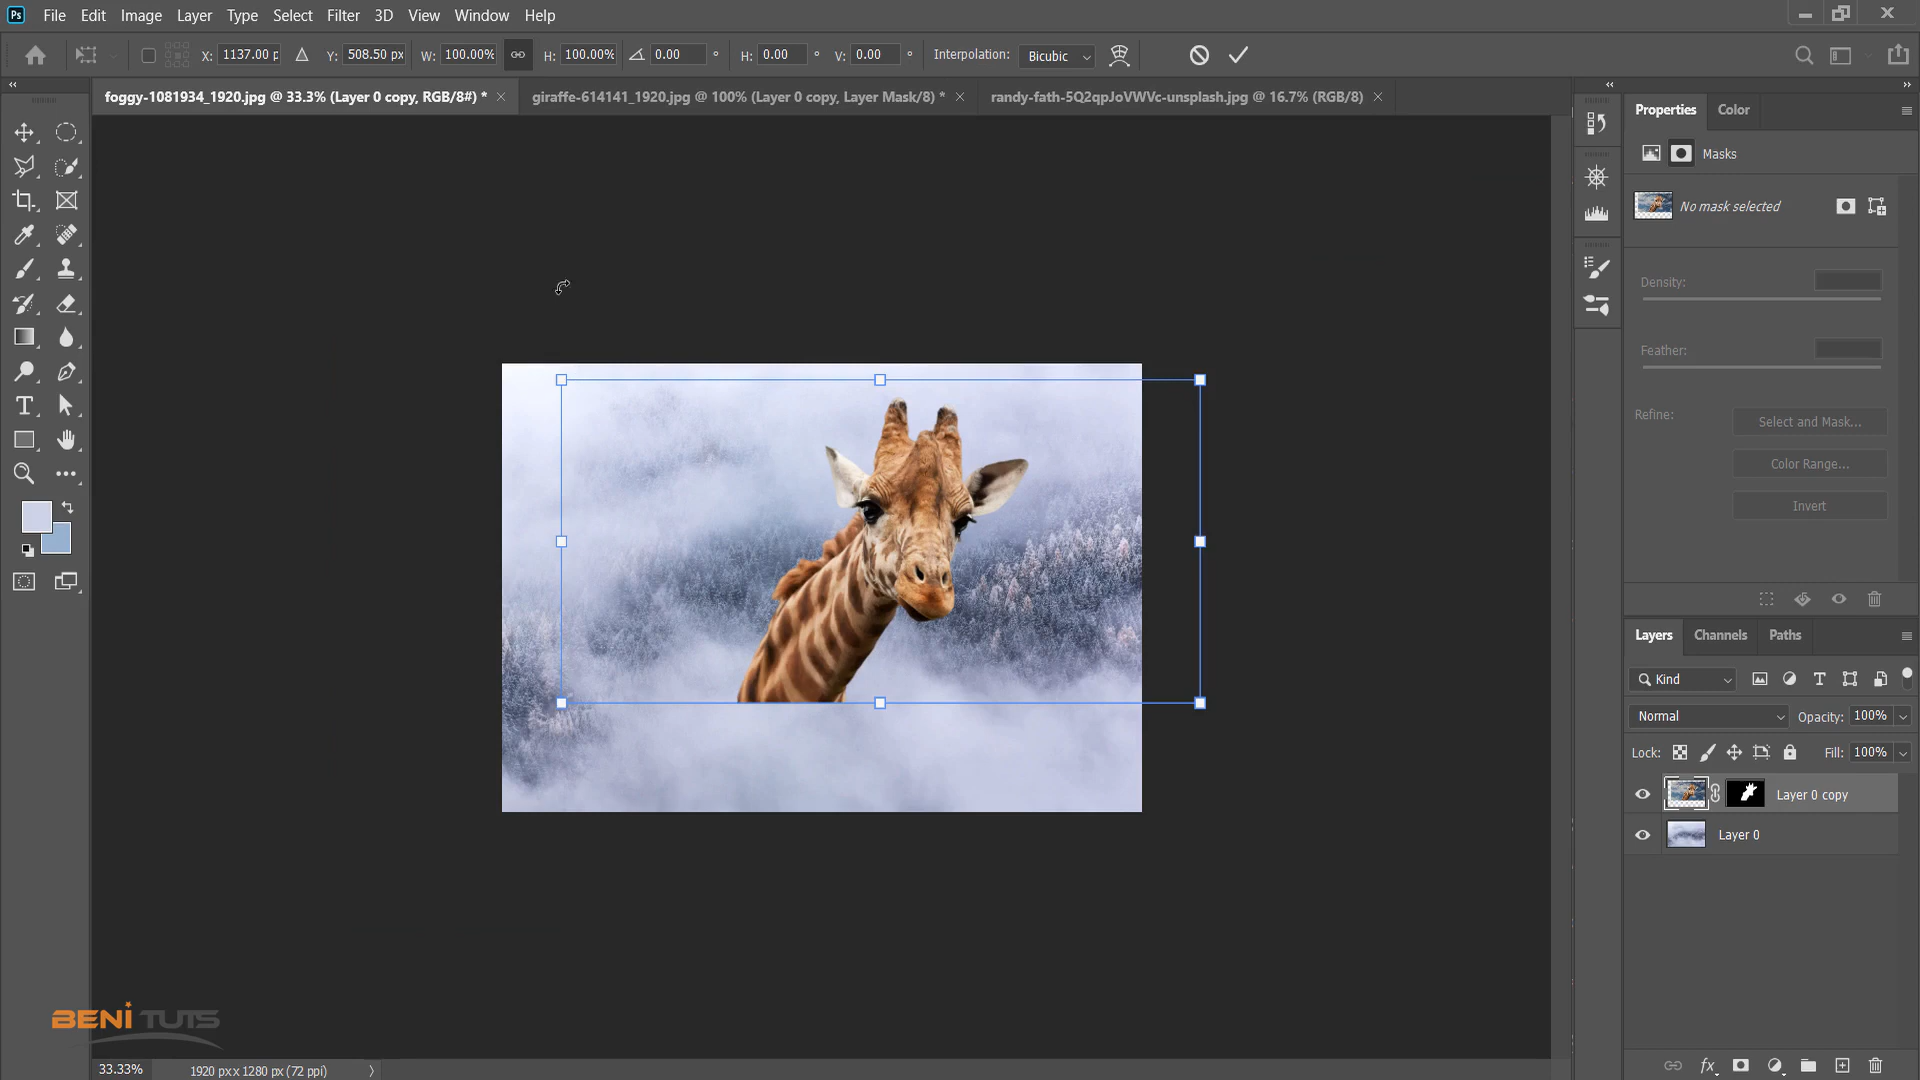 Ps File Edit Image Layer Type Select Filter 3D View Window Help
X: 1137.00 p Y: 508.50 px W: 100.00% H: 100.00% 0.00 ° H: 0.00 ° V: 0.00 ° Interpolation: Bicubic
foggy-1081934_1920.jpg @ 33.3% (Layer 0 copy, RGB/8#) * giraffe-614141_1920.jpg @ 100% (Layer 0 copy, Layer Mask/8) * randy-fath-5Q2qpJoVWVc-unsplash.jpg @ 16.7% (RGB/8)
Properties Color
Masks
No mask selected
Density:
Feather:
Refine: Select and Mask...
Color Range...
Invert
Layers Channels Paths
Kind
Normal Opacity: 100%
Lock: Fill: 100%
Layer 0 copy
Layer 0
BENI TUTS
33.33% 1920 px x 1280 px (72 ppi)